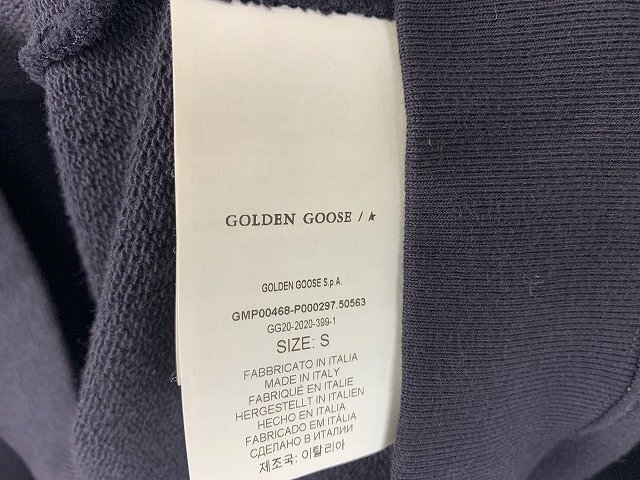 GOLDEN GOOSE / ★
GOLDEN GOOSE S.p.A.
GMP00468-P000297.50563
GG20-2020-399-1
SIZE: S
FABBRICATO IN ITALIA
MADE IN ITALY
FABRIQUÉ EN ITALIE
HERGESTELLT IN ITALIEN
HECHO EN ITALIA
FABRICADO EM ITÁLIA
СДЕЛАНО В ИТАЛИИ
제조국: 이탈리아